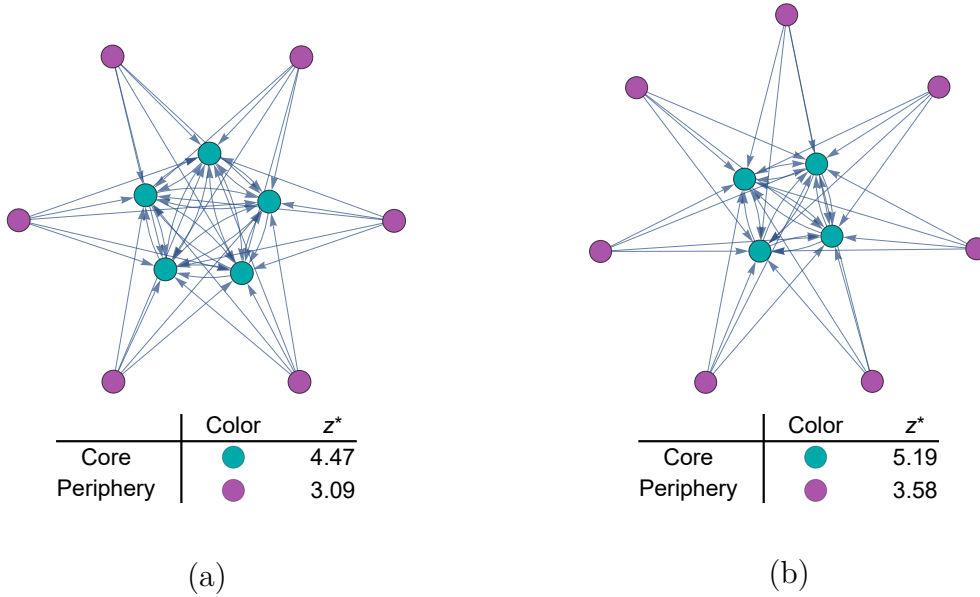 Color z*
Core 4.47
Periphery 3.09
(a)
Color z*
Core 5.19
Periphery 3.58
(b)